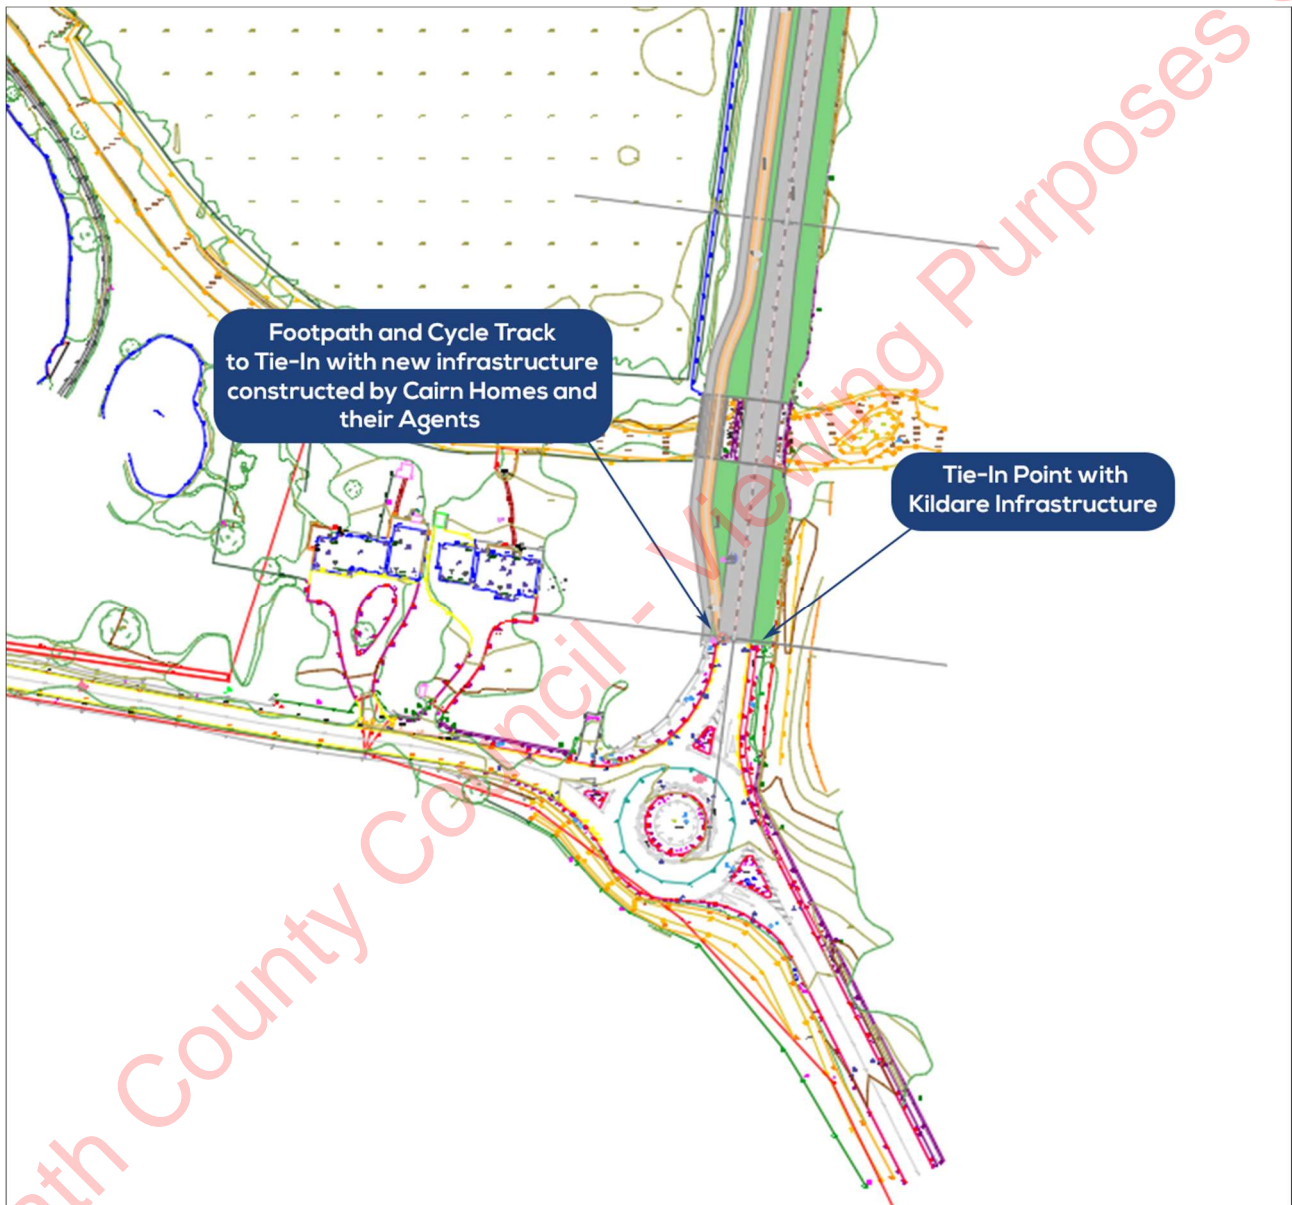 Footpath and Cycle Track
to Tie-In with new infrastructure
constructed by Cairn Homes and
their Agents
Tie-In Point with
Kildare Infrastructure
County Council - Viewing Purposes